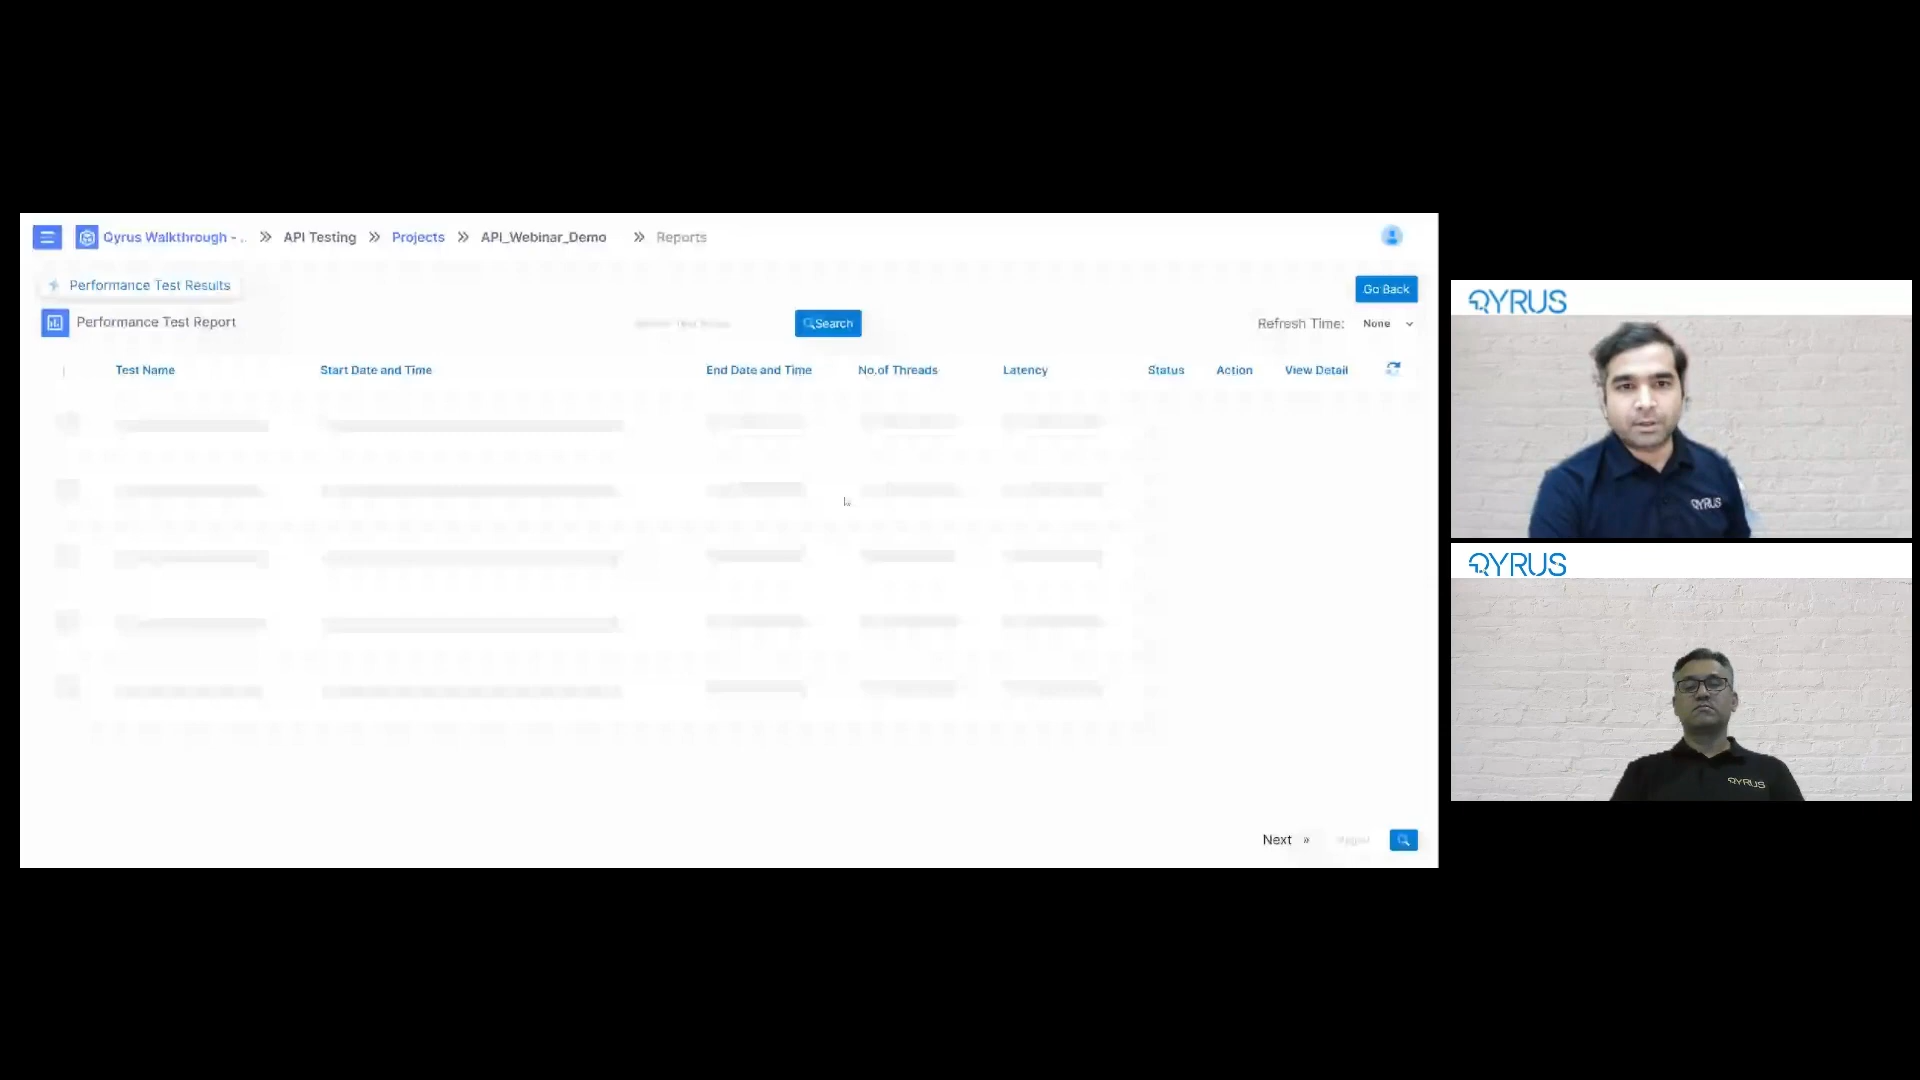 Qyrus Walkthrough - .. » API Testing » Projects » API_Webinar_Demo » Reports
Performance Test Results
Go Back
Performance Test Report
Search
Refresh Time: None
Test Name Start Date and Time End Date and Time No.of Threads Latency Status Action View Detail
Next »
QYRUS
QYRUS
QYRUS
QYRUS